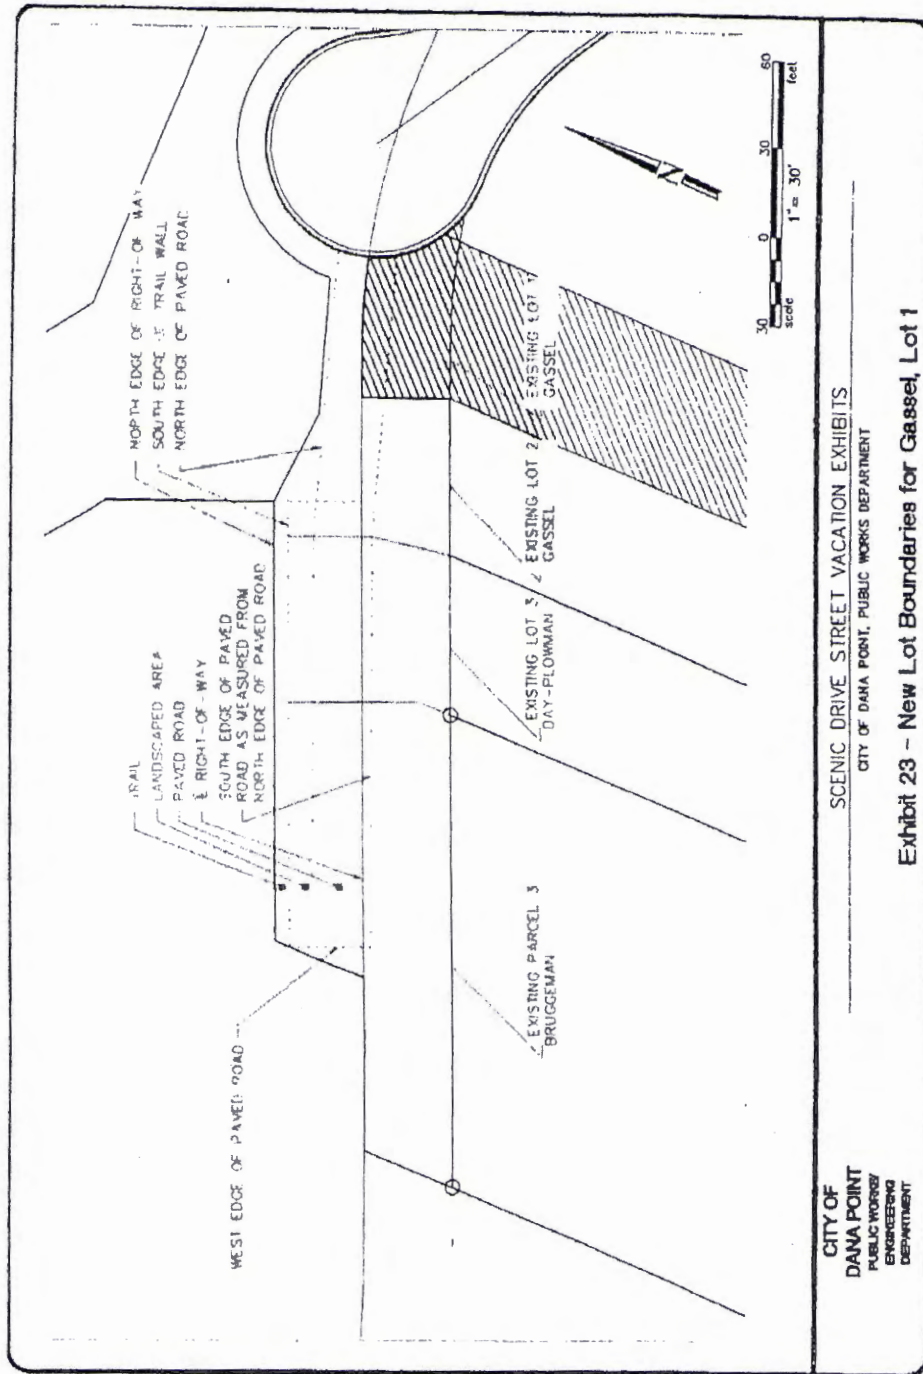 NORTH EDGE OF RIGHT-OF WAY
SOUTH EDGE OF TRAIL WALL
NORTH EDGE OF PAVED ROAD
TRAIL
LANDSCAPED AREA
PAVED ROAD
℄ RIGHT-OF-WAY
SOUTH EDGE OF PAVED
ROAD AS MEASURED FROM
NORTH EDGE OF PAVED ROAD
WEST EDGE OF PAVED ROAD
EXISTING PARCEL 3
BRUGGEMAN
EXISTING LOT 3
DAY-PLOWMAN
EXISTING LOT 2
GASSEL
EXISTING LOT 1
GASSEL
N
30 0 30 60
scale feet
1"= 30'
CITY OF
DANA POINT
PUBLIC WORKS/
ENGINEERING
DEPARTMENT
SCENIC DRIVE STREET VACATION EXHIBITS
CITY OF DANA POINT, PUBLIC WORKS DEPARTMENT
Exhibit 23 - New Lot Boundaries for Gassel, Lot 1